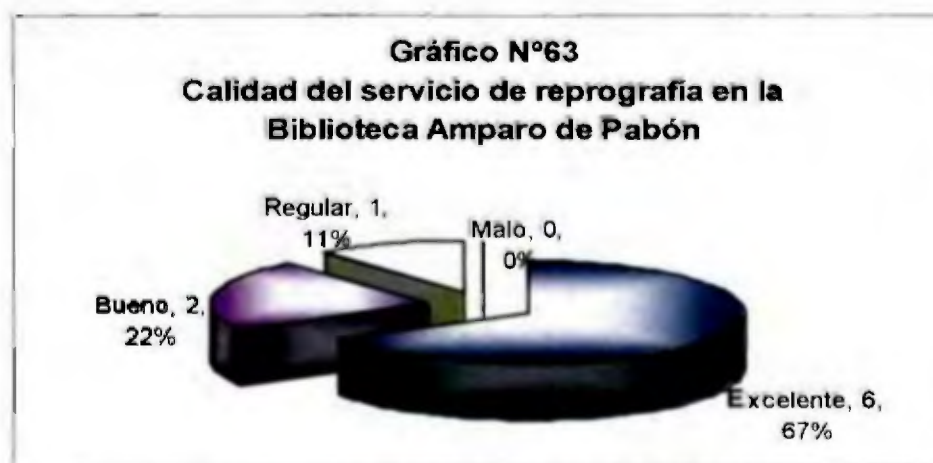 Gráfico N°63
Calidad del servicio de reprografía en la
Biblioteca Amparo de Pabón
Regular, 1,
11%
Malo, 0,
0%
Bueno, 2,
22%
Excelente, 6,
67%